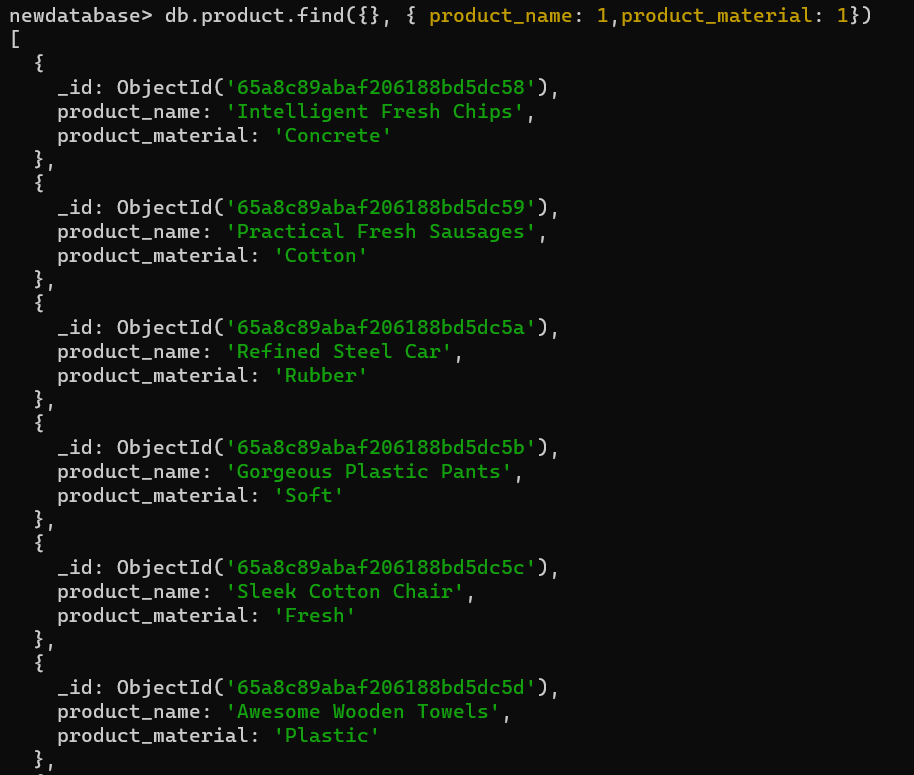 newdatabase> db.product.find({}, { product_name: 1,product_material: 1})
[
  {
    _id: ObjectId('65a8c89abaf206188bd5dc58'),
    product_name: 'Intelligent Fresh Chips',
    product_material: 'Concrete'
  },
  {
    _id: ObjectId('65a8c89abaf206188bd5dc59'),
    product_name: 'Practical Fresh Sausages',
    product_material: 'Cotton'
  },
  {
    _id: ObjectId('65a8c89abaf206188bd5dc5a'),
    product_name: 'Refined Steel Car',
    product_material: 'Rubber'
  },
  {
    _id: ObjectId('65a8c89abaf206188bd5dc5b'),
    product_name: 'Gorgeous Plastic Pants',
    product_material: 'Soft'
  },
  {
    _id: ObjectId('65a8c89abaf206188bd5dc5c'),
    product_name: 'Sleek Cotton Chair',
    product_material: 'Fresh'
  },
  {
    _id: ObjectId('65a8c89abaf206188bd5dc5d'),
    product_name: 'Awesome Wooden Towels',
    product_material: 'Plastic'
  },